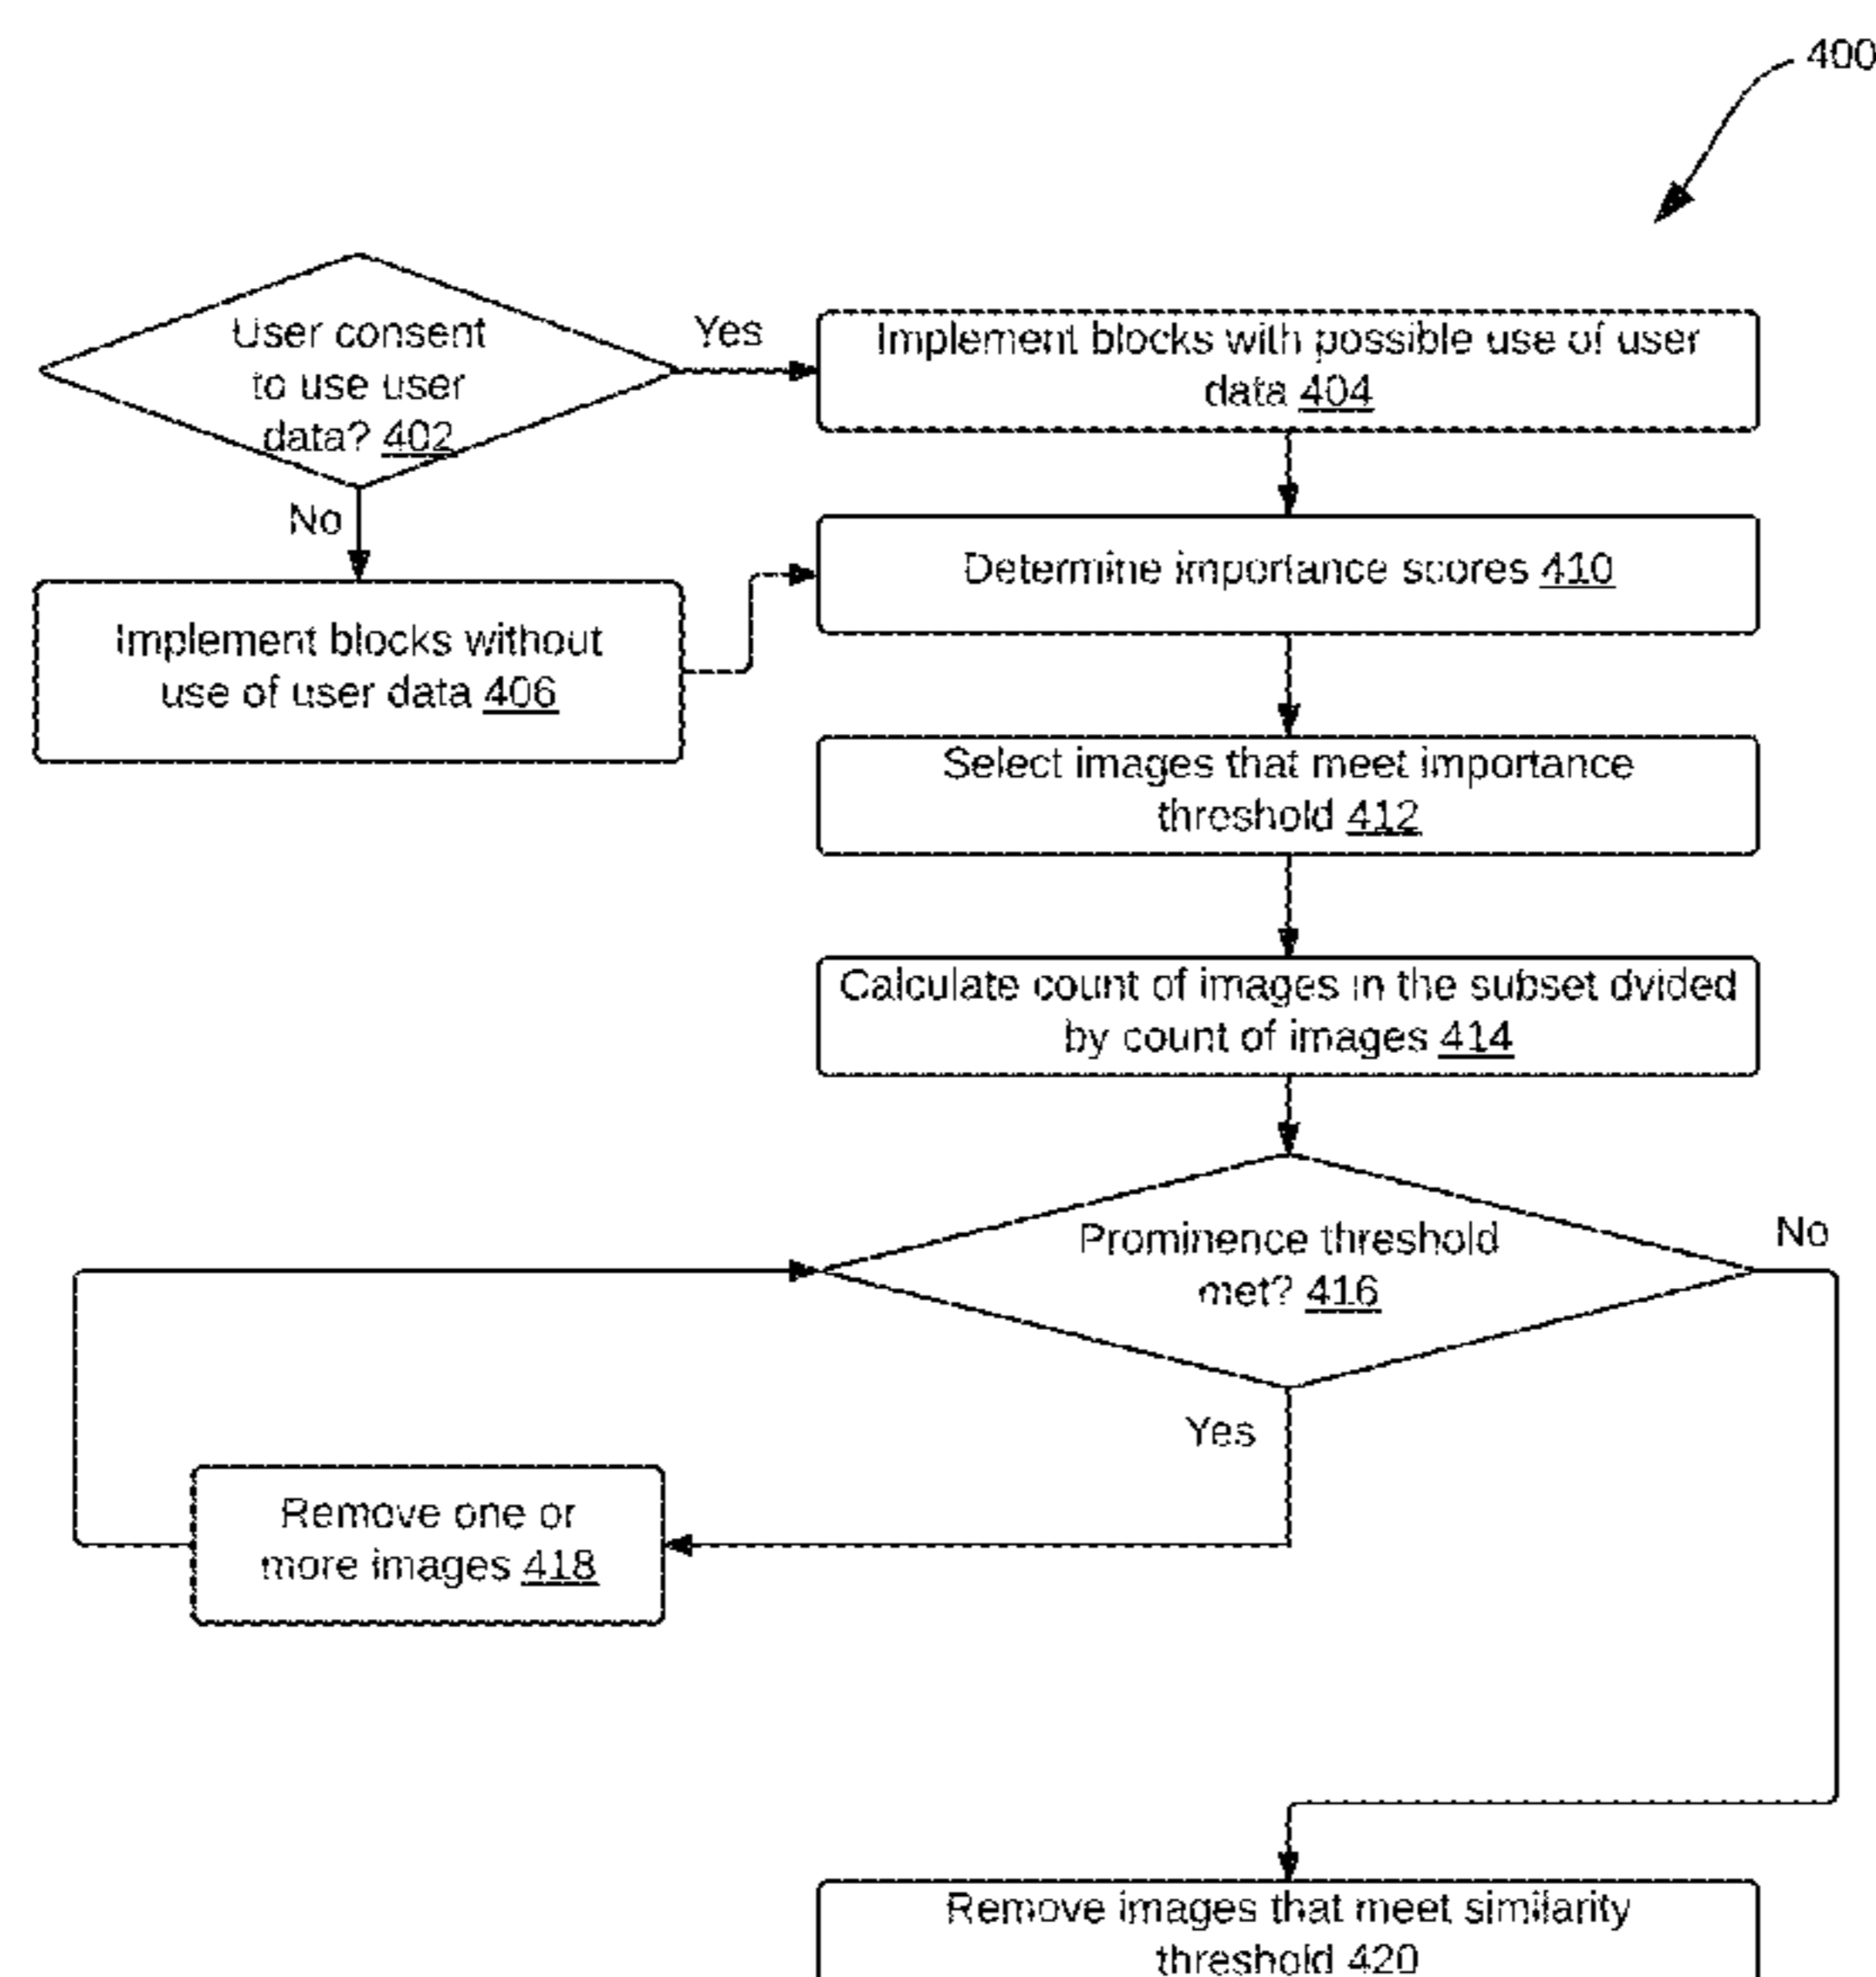 400
User consent
to use user
data? 402
Yes
No
Implement blocks with possible use of user
data 404
Implement blocks without
use of user data 406
Determine importance scores 410
Select images that meet importance
threshold 412
Calculate count of images in the subset dvided
by count of images 414
Prominence threshold
met? 416
No
Yes
Remove one or
more images 418
Remove images that meet similarity
threshold 420